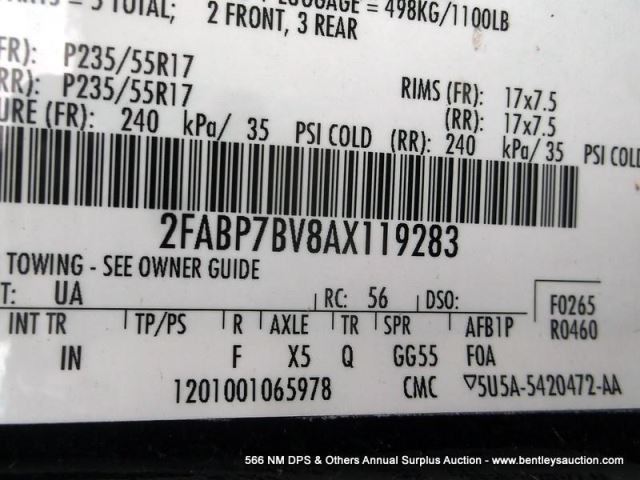 = 5 TOTAL; = 498KG/1100LB
2 FRONT, 3 REAR
FR): P235/55R17 RIMS (FR): 17x7.5
RR): P235/55R17 (RR): 17x7.5
URE (FR): 240 kPa/ 35 PSI COLD (RR): 240 kPa/ 35 PSI COLD
2FABP7BV8AX119283
TOWING - SEE OWNER GUIDE
T: UA RC: 56 DSO: F0265
INT TR TP/PS R AXLE TR SPR AFB1P R0460
IN F X5 Q GG55 F0A
1201001065978 CMC ▽5U5A-5420472-AA
566 NM DPS & Others Annual Surplus Auction - www.bentleysauction.com